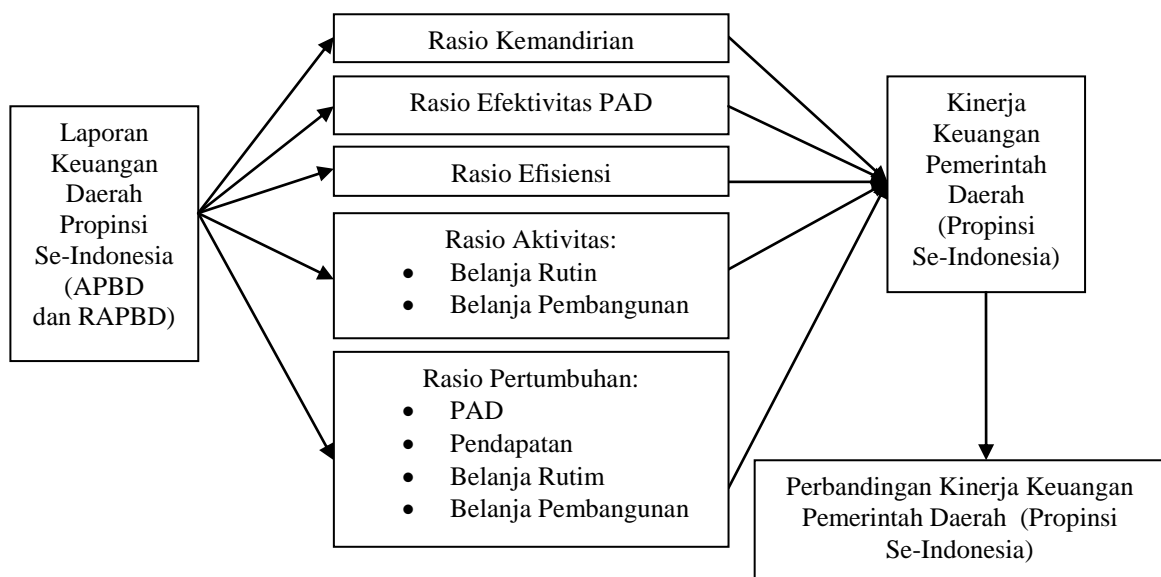 Laporan
Keuangan
Daerah
Propinsi
Se-Indonesia
(APBD
dan RAPBD)
Rasio Kemandirian
Rasio Efektivitas PAD
Rasio Efisiensi
Rasio Aktivitas:
• Belanja Rutin
• Belanja Pembangunan
Rasio Pertumbuhan:
• PAD
• Pendapatan
• Belanja Rutim
• Belanja Pembangunan
Kinerja
Keuangan
Pemerintah
Daerah
(Propinsi
Se-Indonesia)
Perbandingan Kinerja Keuangan
Pemerintah Daerah (Propinsi
Se-Indonesia)